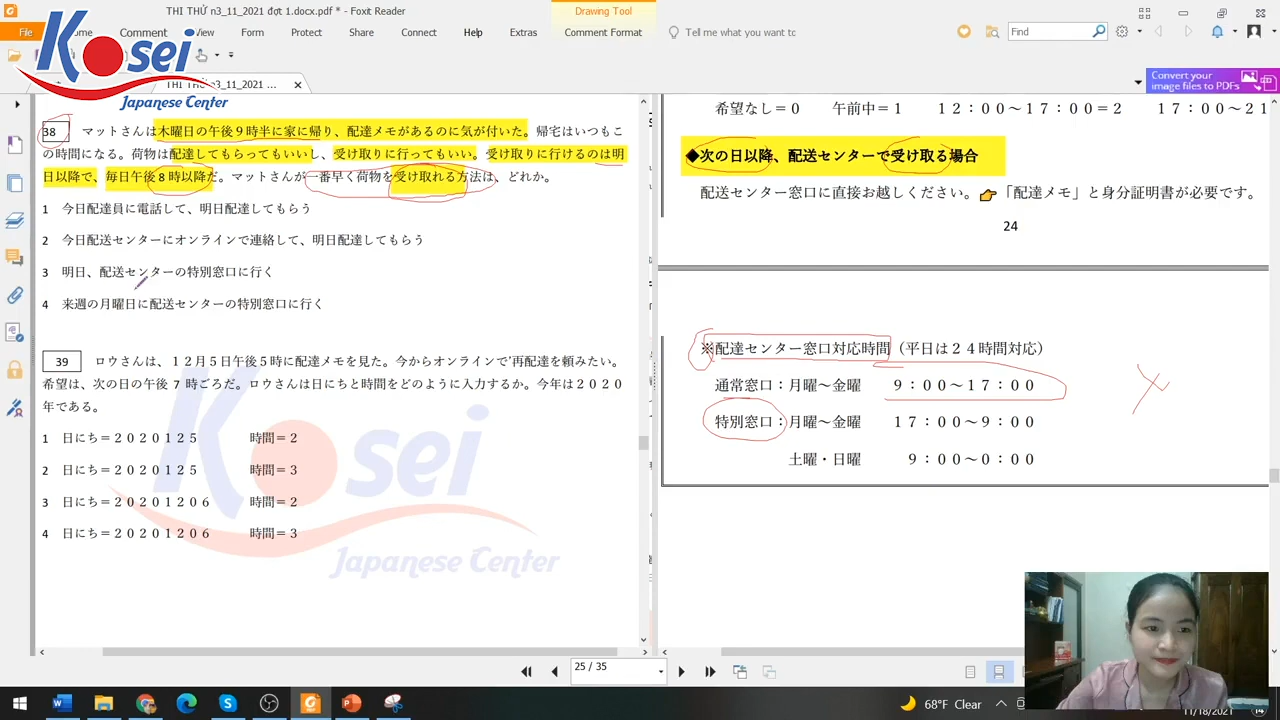 THI THỨ n3_11_2021 đợt 1.docx.pdf * - Foxit Reader
Drawing Tool
File
Home
Comment
View
Form
Protect
Share
Connect
Help
Extras
Comment Format
Tell me what you want
Find
Kosei
Japanese Center
THI THỨ n3_11_2021 ...
Convert your
image files to PDFs
38 マットさんは木曜日の午後９時半に家に帰り、配達メモがあるのに気が付いた。帰宅はいつもこ
の時間になる。荷物は配達してもらってもいいし、受け取りに行ってもいい。受け取りに行けるのは明
日以降で、毎日午後8時以降だ。マットさんが一番早く荷物を受け取れる方法は、どれか。
1 今日配達員に電話して、明日配達してもらう
2 今日配送センターにオンラインで連絡して、明日配達してもらう
3 明日、配送センターの特別窓口に行く
4 来週の月曜日に配送センターの特別窓口に行く
39 ロウさんは、１２月５日午後５時に配達メモを見た。今からオンラインで’再配達を頼みたい。
希望は、次の日の午後 7 時ごろだ。ロウさんは日にちと時間をどのように入力するか。今年は２０２０
年である。
1 日にち＝２０２０１２５ 時間＝２
2 日にち＝２０２０１２５ 時間＝３
3 日にち＝２０２０１２０６ 時間＝２
4 日にち＝２０２０１２０６ 時間＝３
Kosei
Japanese Center
希望なし＝０ 午前中＝１ １２：００～１７：００＝２ １７：００～２１
◆次の日以降、配送センターで受け取る場合
配送センター窓口に直接お越しください。👉「配達メモ」と身分証明書が必要です。
24
※配達センター窓口対応時間（平日は２４時間対応）
通常窓口：月曜～金曜 ９：００～１７：００
特別窓口：月曜～金曜 １７：００～９：００
土曜・日曜 ９：００～０：００
25 / 35
68°F Clear
11/18/2021